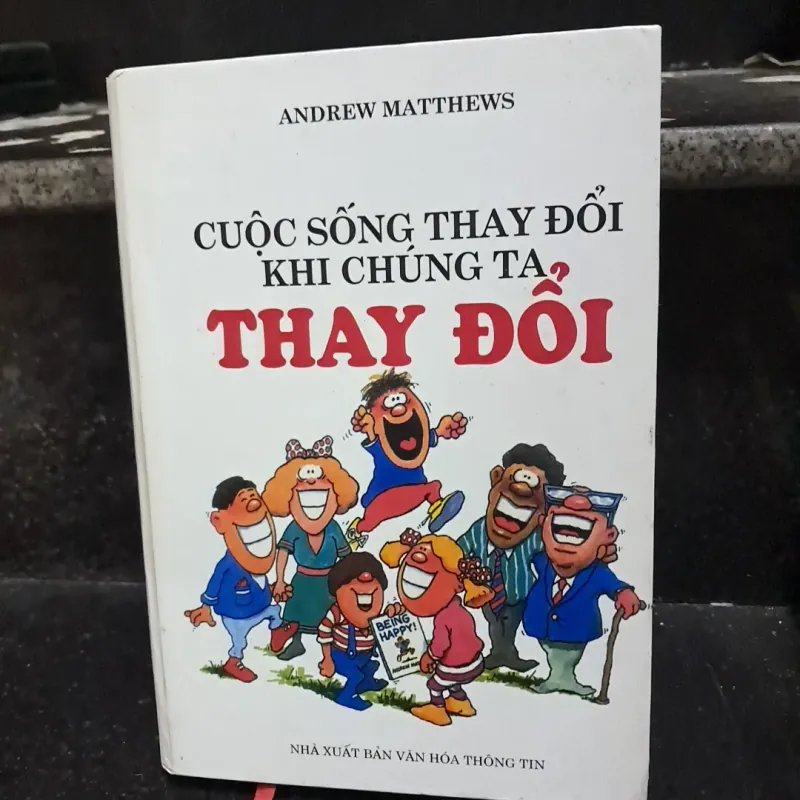 ANDREW MATTHEWS
CUỘC SỐNG THAY ĐỔI
KHI CHÚNG TA
THAY ĐỔI
BEING
HAPPY!
NHÀ XUẤT BẢN VĂN HÓA THÔNG TIN